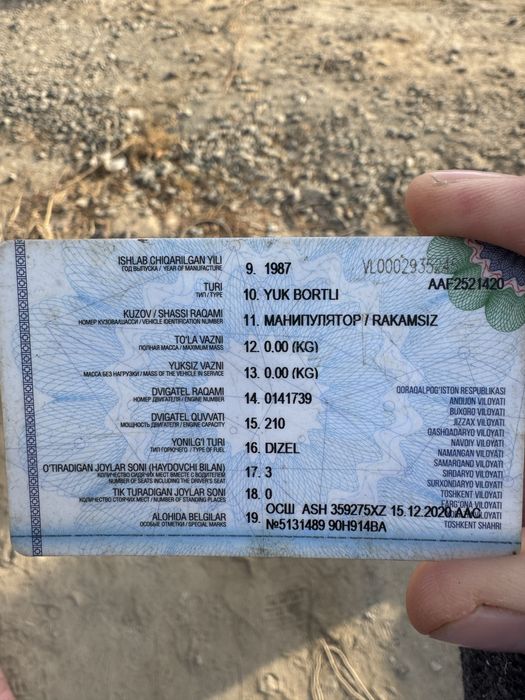 ISHLAB CHIQARILGAN YILI
ГОД ВЫПУСКА / YEAR OF MANUFACTURE
9. 1987
AAF2521420
TURI
ТИП / TYPE
10. YUK BORTLI
KUZOV / SHASSI RAQAMI
НОМЕР КУЗОВА/ШАССИ / VEHICLE IDENTIFICATION NUMBER
11. МАНИПУЛЯТОР / RAKAMSIZ
TO'LA VAZNI
ПОЛНАЯ МАССА / MAXIMUM MASS
12. 0.00 (KG)
YUKSIZ VAZNI
МАССА БЕЗ НАГРУЗКИ / MASS OF THE VEHICLE IN SERVICE
13. 0.00 (KG)
DVIGATEL RAQAMI
НОМЕР ДВИГАТЕЛЯ / ENGINE NUMBER
14. 0141739
DVIGATEL QUVVATI
МОЩНОСТЬ ДВИГАТЕЛЯ / ENGINE CAPACITY
15. 210
YONILG'I TURI
ТИП ГОРЮЧЕГО / TYPE OF FUEL
16. DIZEL
O'TIRADIGAN JOYLAR SONI (HAYDOVCHI BILAN)
КОЛИЧЕСТВО СИДЯЧИХ МЕСТ ВМЕСТЕ С ВОДИТЕЛЕМ
NUMBER OF SEATS INCLUDING THE DRIVER'S SEAT
17. 3
TIK TURADIGAN JOYLAR SONI
КОЛИЧЕСТВО СТОЯЧИХ МЕСТ / NUMBER OF STANDING PLACES
18. 0
ALOHIDA BELGILAR
ОСОБЫЕ ОТМЕТКИ / SPECIAL MARKS
19. ОСШ ASH 359275XZ 15.12.2020 AAC
№5131489 90H914BA
QORAQALPOG'ISTON RESPUBLIKASI
ANDIJON VILOYATI
BUXORO VILOYATI
JIZZAX VILOYATI
QASHQADARYO VILOYATI
NAVOIY VILOYATI
NAMANGAN VILOYATI
SAMARQAND VILOYATI
SIRDARYO VILOYATI
SURXONDARYO VILOYATI
TOSHKENT VILOYATI
FARG'ONA VILOYATI
VILOYATI
TOSHKENT SHAHRI